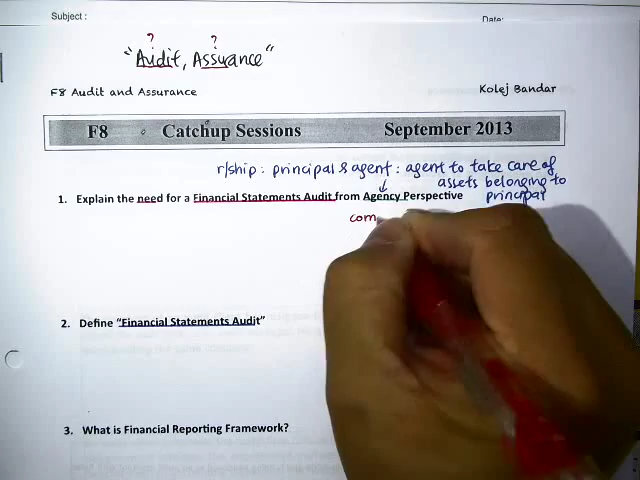 Subject :
Date:
? ?
"Audit, Assurance"
F8 Audit and Assurance
Kolej Bandar
F8 Catchup Sessions September 2013
r/ship : principal & agent : agent to take care of
assets belonging to
principal
1. Explain the need for a Financial Statements Audit from Agency Perspective
com
2. Define "Financial Statements Audit"
3. What is Financial Reporting Framework?